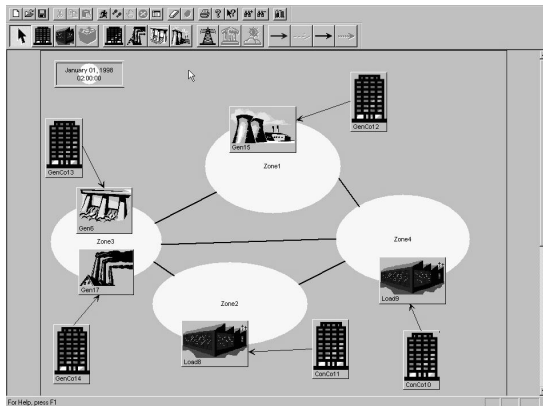 January 01, 1998
02:00:00
GenCo12
Gen15
Zone1
GenCo13
Gen6
Zone3
Zone4
Gen17
Load9
Zone2
Load8
GenCo14
ConCo11
ConCo10
For Help, press F1